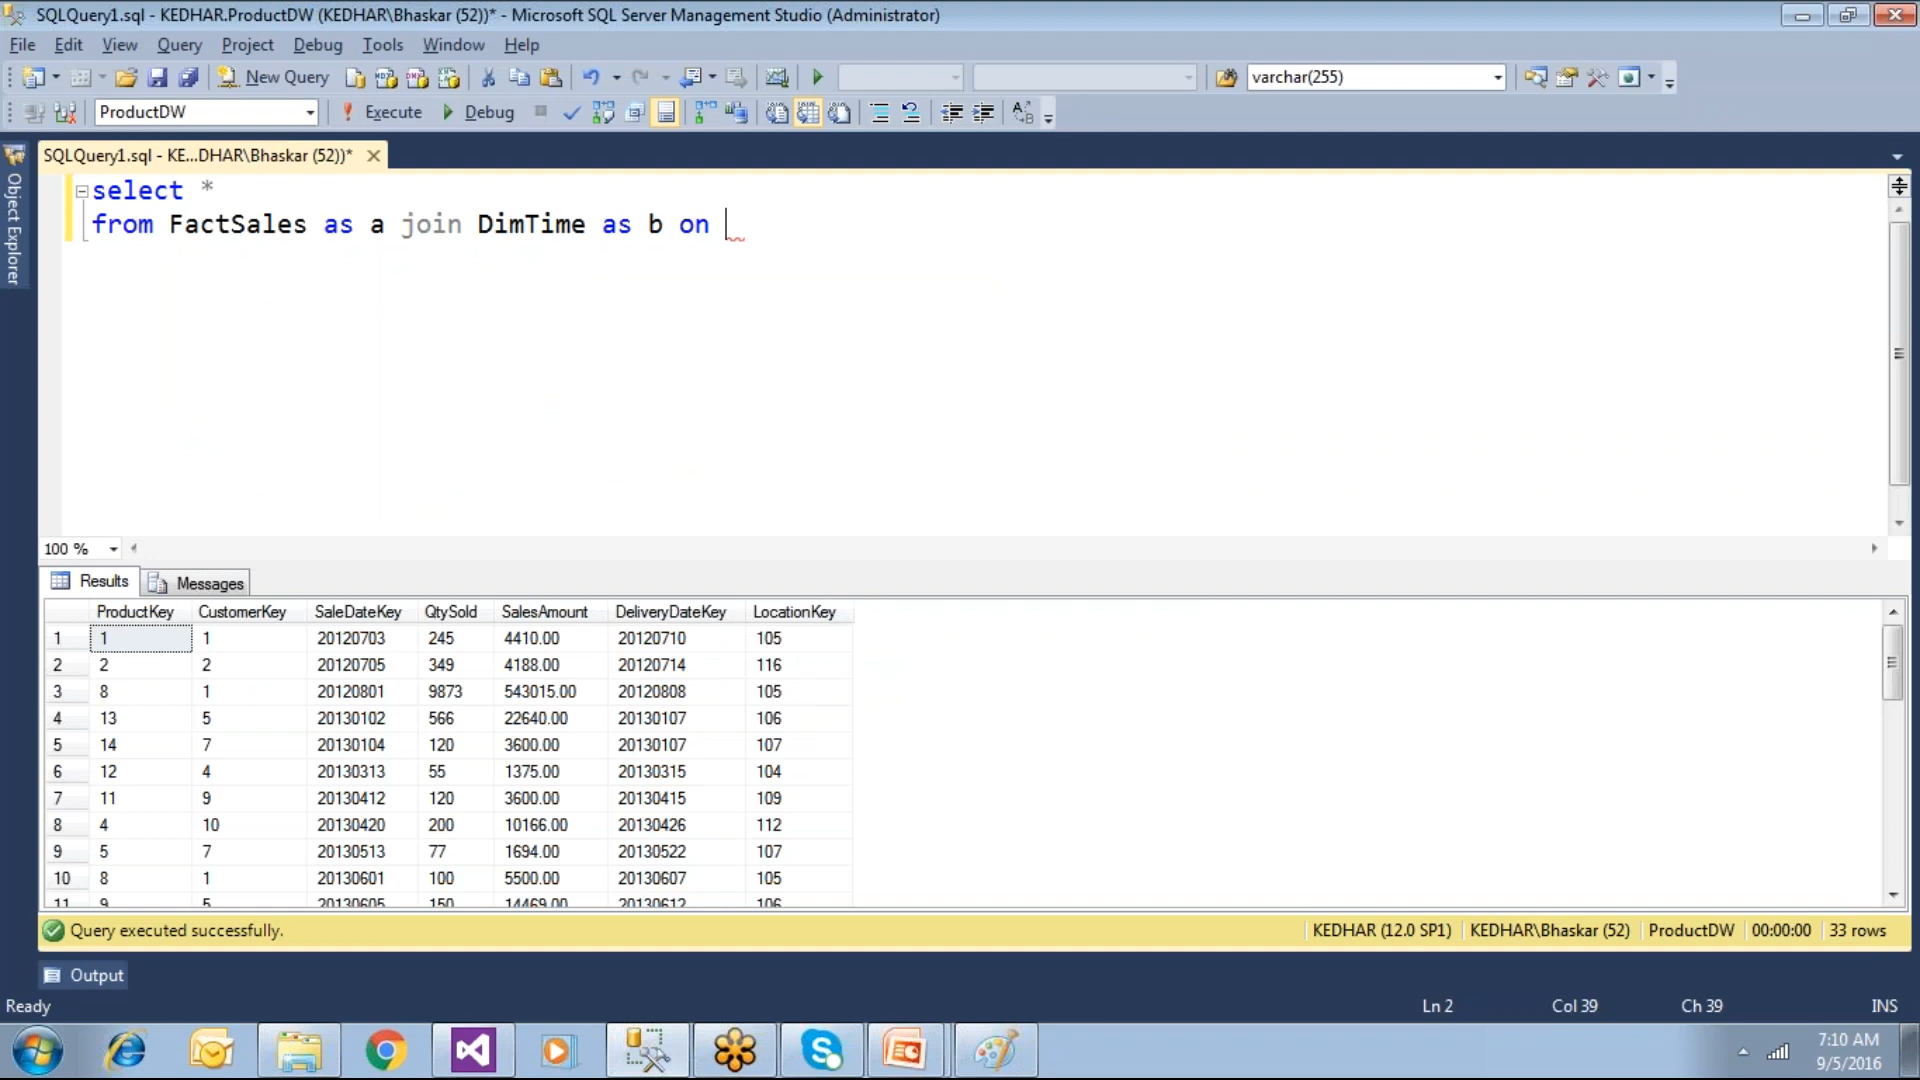 SQLQuery1.sql - KEDHAR.ProductDW (KEDHAR\Bhaskar (52))* - Microsoft SQL Server Management Studio (Administrator)
File Edit View Query Project Debug Tools Window Help
New Query varchar(255)
ProductDW Execute Debug
Object Explorer
SQLQuery1.sql - KE...DHAR\Bhaskar (52))*
select *
from FactSales as a join DimTime as b on
100 %
Results Messages
ProductKey CustomerKey SaleDateKey QtySold SalesAmount DeliveryDateKey LocationKey
1 1 1 20120703 245 4410.00 20120710 105
2 2 2 20120705 349 4188.00 20120714 116
3 8 1 20120801 9873 543015.00 20120808 105
4 13 5 20130102 566 22640.00 20130107 106
5 14 7 20130104 120 3600.00 20130107 107
6 12 4 20130313 55 1375.00 20130315 104
7 11 9 20130412 120 3600.00 20130415 109
8 4 10 20130420 200 10166.00 20130426 112
9 5 7 20130513 77 1694.00 20130522 107
10 8 1 20130601 100 5500.00 20130607 105
11 9 5 20130605 150 14469.00 20130612 106
Query executed successfully. KEDHAR (12.0 SP1) KEDHAR\Bhaskar (52) ProductDW 00:00:00 33 rows
Output
Ready Ln 2 Col 39 Ch 39 INS
7:10 AM
9/5/2016